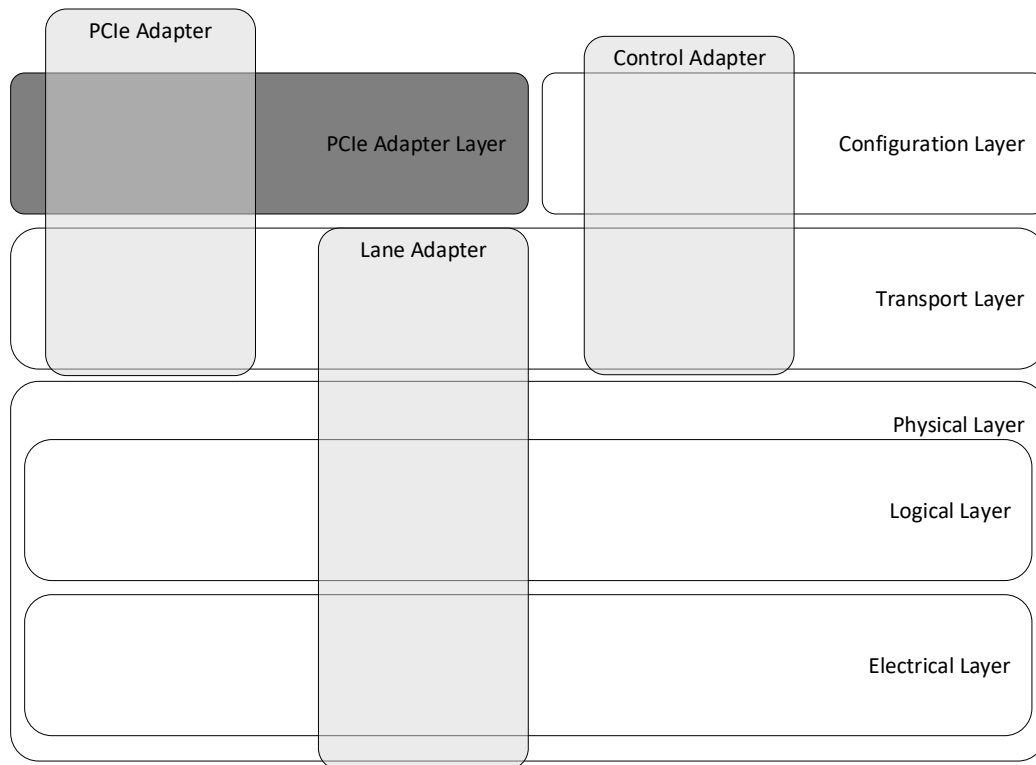 PCIe Adapter
Control Adapter
PCIe Adapter Layer
Configuration Layer
Lane Adapter
Transport Layer
Physical Layer
Logical Layer
Electrical Layer